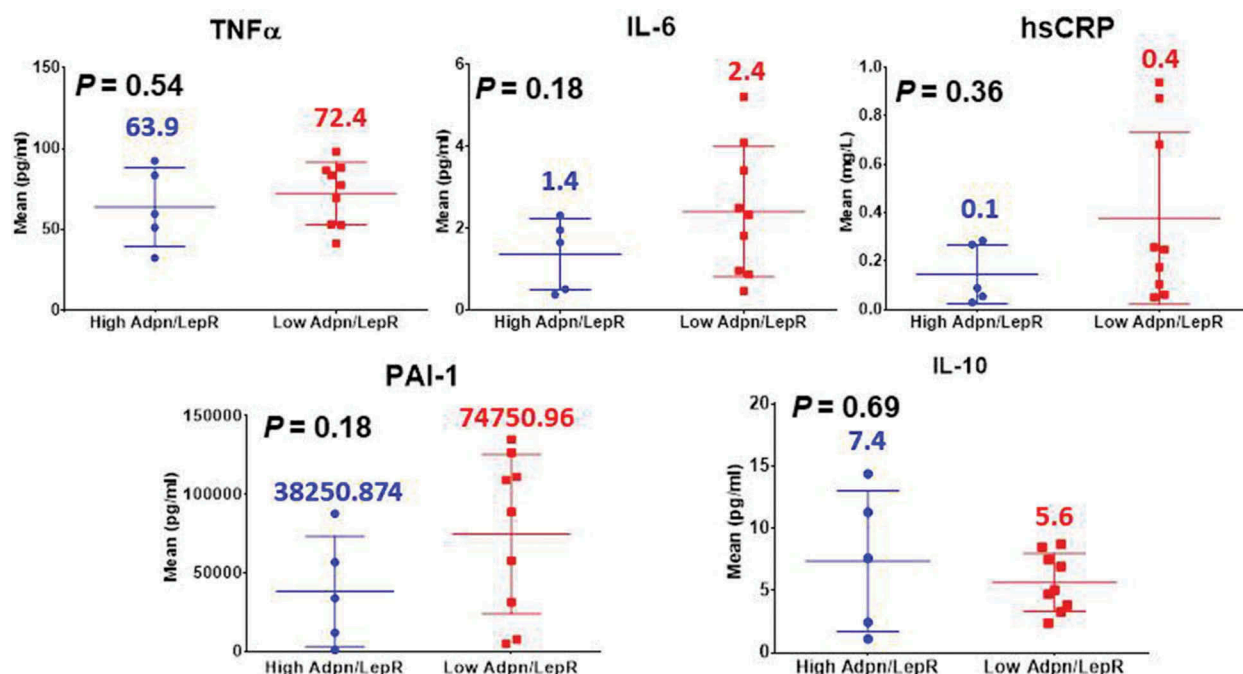 TNFα
150
100
50
0
Mean (pg/ml)
P = 0.54
63.9
72.4
High Adpn/LepR
Low Adpn/LepR
IL-6
6
4
2
0
Mean (pg/ml)
P = 0.18
1.4
2.4
High Adpn/LepR
Low Adpn/LepR
hsCRP
1.0
0.8
0.6
0.4
0.2
0.0
Mean (mg/L)
P = 0.36
0.1
0.4
High Adpn/LepR
Low Adpn/LepR
PAI-1
150000
100000
50000
0
Mean (pg/ml)
P = 0.18
38250.874
74750.96
High Adpn/LepR
Low Adpn/LepR
IL-10
20
15
10
5
0
Mean (pg/ml)
P = 0.69
7.4
5.6
High Adpn/LepR
Low Adpn/LepR